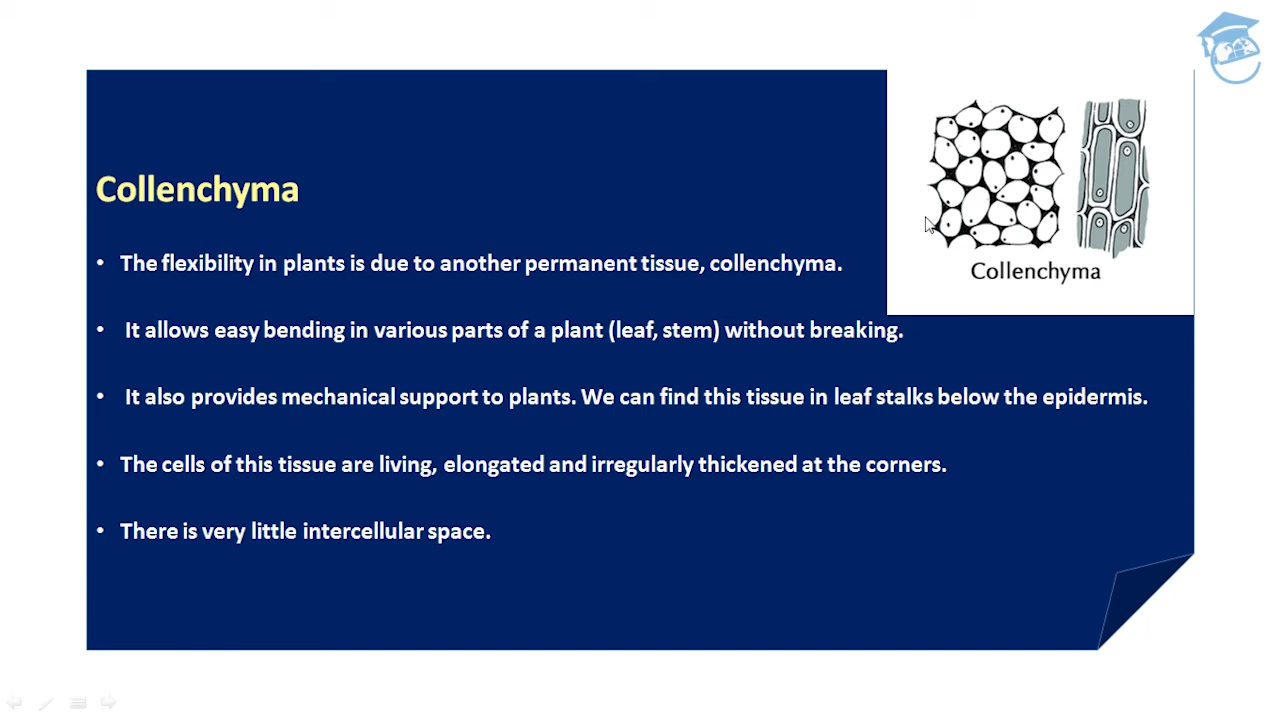 Collenchyma
• The flexibility in plants is due to another permanent tissue, collenchyma.
• It allows easy bending in various parts of a plant (leaf, stem) without breaking.
• It also provides mechanical support to plants. We can find this tissue in leaf stalks below the epidermis.
• The cells of this tissue are living, elongated and irregularly thickened at the corners.
• There is very little intercellular space.
Collenchyma